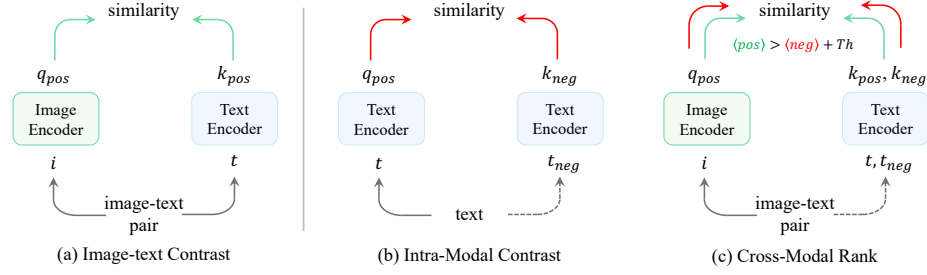 similarity
q_pos
k_pos
Image
Encoder
Text
Encoder
i
t
image-text
pair
(a) Image-text Contrast
similarity
q_pos
k_neg
Text
Encoder
Text
Encoder
t
t_neg
text
(b) Intra-Modal Contrast
similarity
⟨pos⟩ > ⟨neg⟩ + Th
q_pos
k_pos, k_neg
Image
Encoder
Text
Encoder
i
t, t_neg
image-text
pair
(c) Cross-Modal Rank